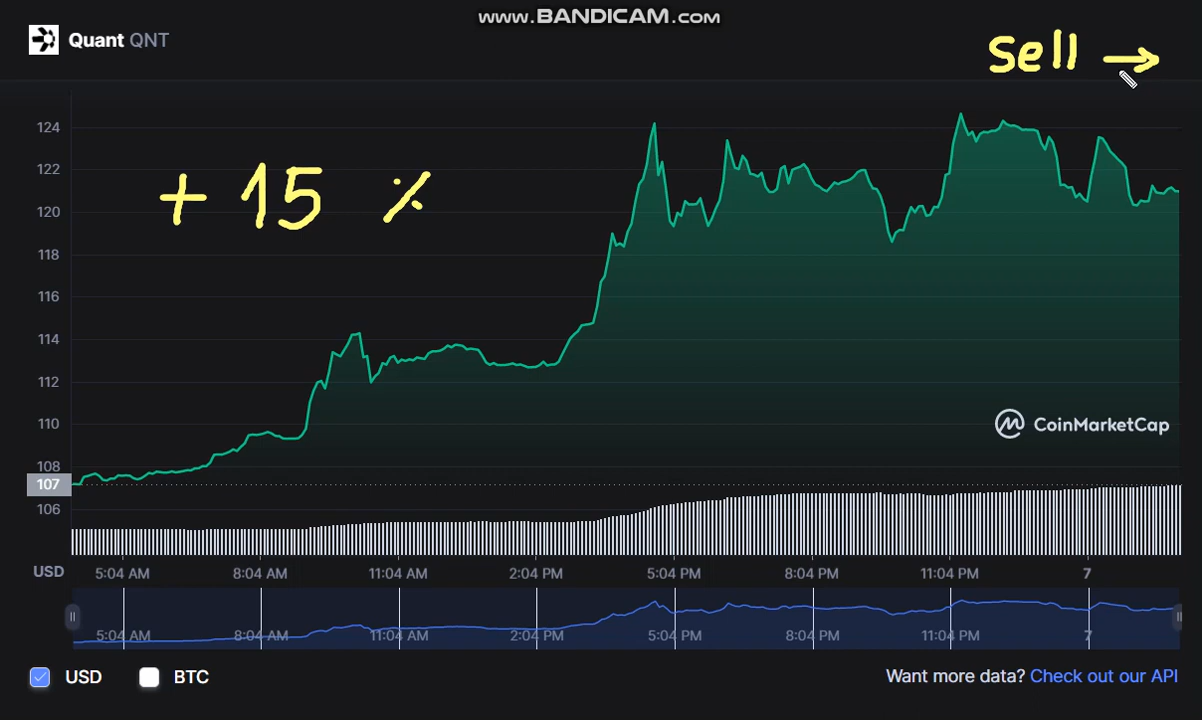 www.BANDICAM.com
Quant QNT
Sell →
+ 15 %
124
122
120
118
116
114
112
110
108
107
106
CoinMarketCap
USD
5:04 AM 8:04 AM 11:04 AM 2:04 PM 5:04 PM 8:04 PM 11:04 PM 7
5:04 AM 8:04 AM 11:04 AM 2:04 PM 5:04 PM 8:04 PM 11:04 PM 7
USD BTC
Want more data? Check out our API